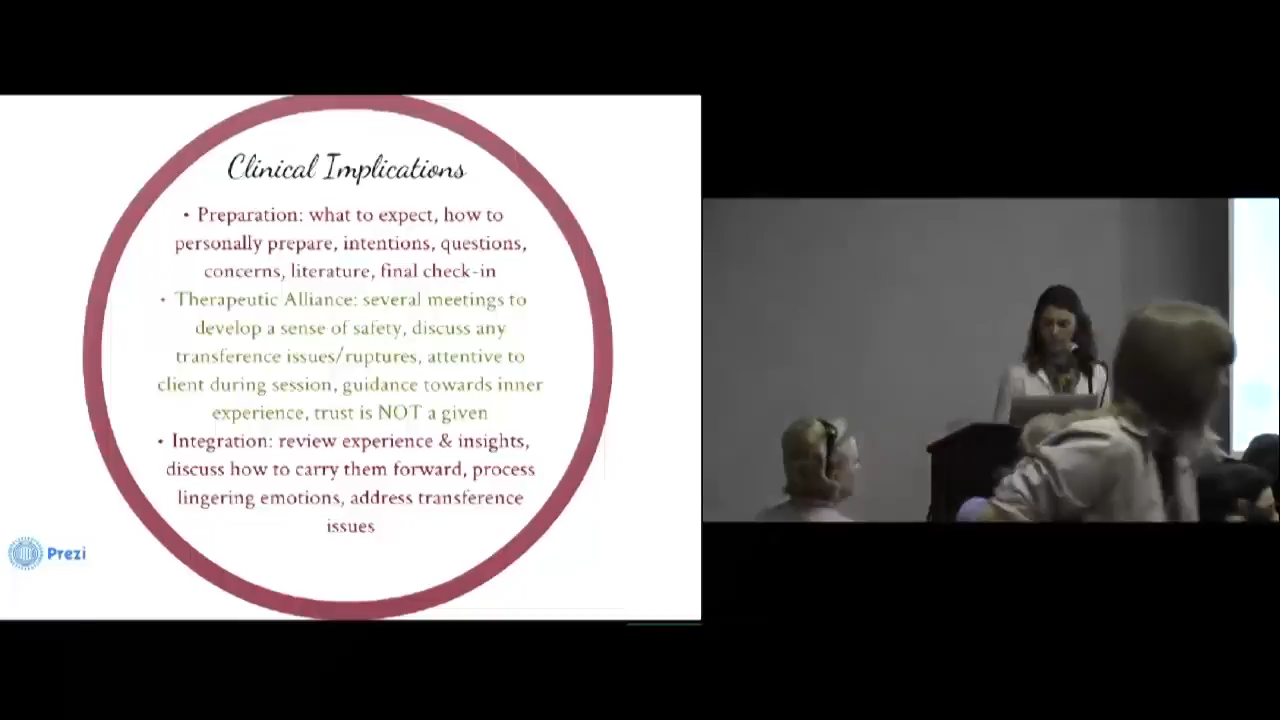 Clinical Implications
• Preparation: what to expect, how to
personally prepare, intentions, questions,
concerns, literature, final check-in
• Therapeutic Alliance: several meetings to
develop a sense of safety, discuss any
transference issues/ruptures, attentive to
client during session, guidance towards inner
experience, trust is NOT a given
• Integration: review experience & insights,
discuss how to carry them forward, process
lingering emotions, address transference
issues
Prezi